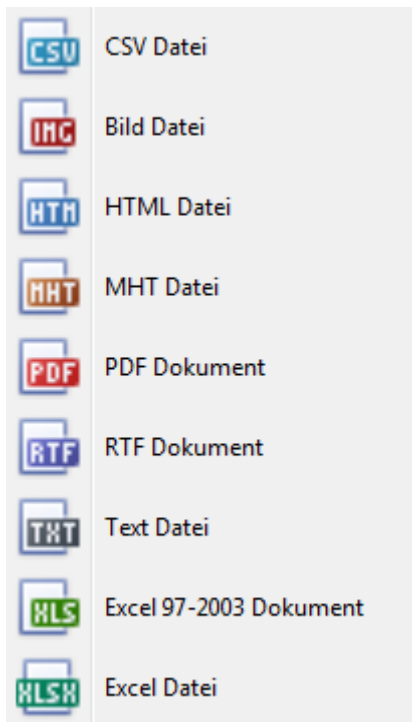 CSV CSV Datei
IMG Bild Datei
HTM HTML Datei
MHT MHT Datei
PDF PDF Dokument
RTF RTF Dokument
TXT Text Datei
XLS Excel 97-2003 Dokument
XLSX Excel Datei